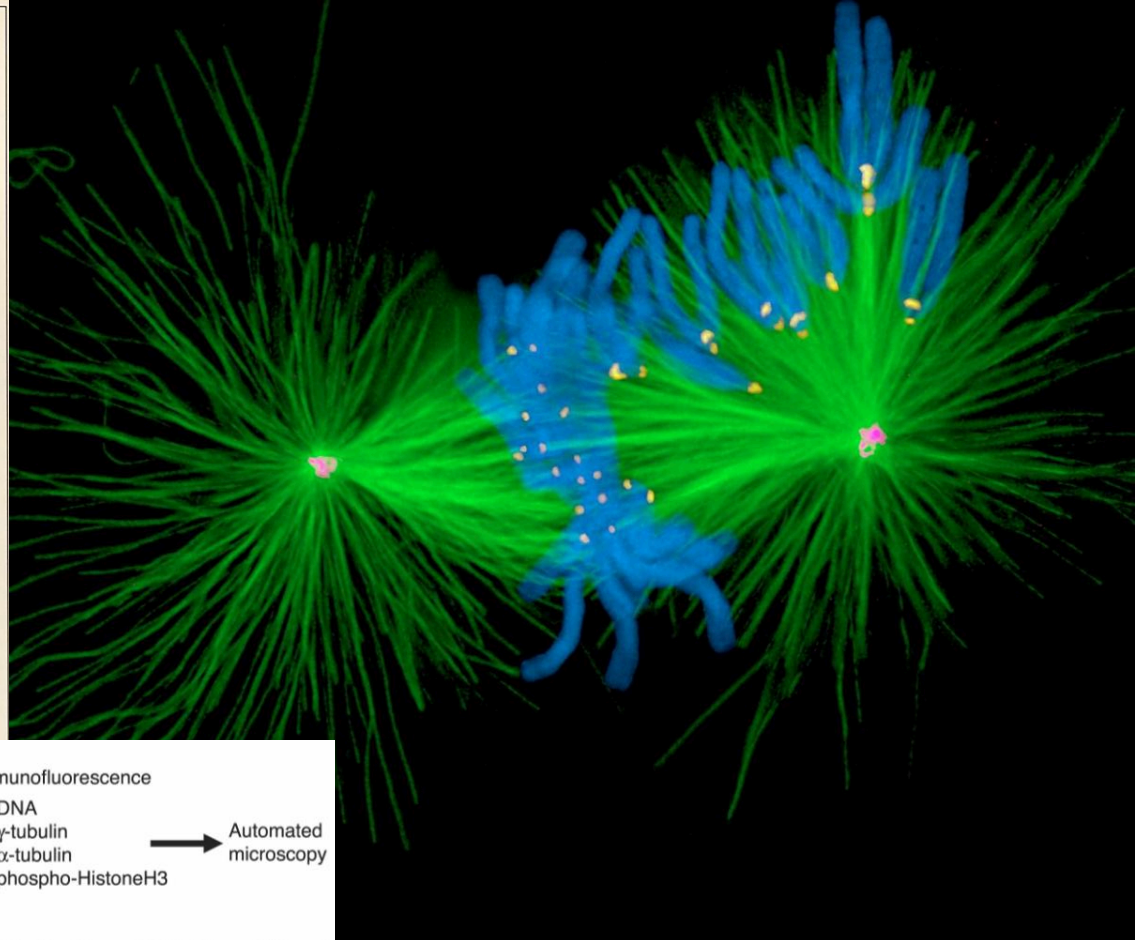 munofluorescence
DNA
γ-tubulin
α-tubulin
phospho-HistoneH3
Automated
microscopy